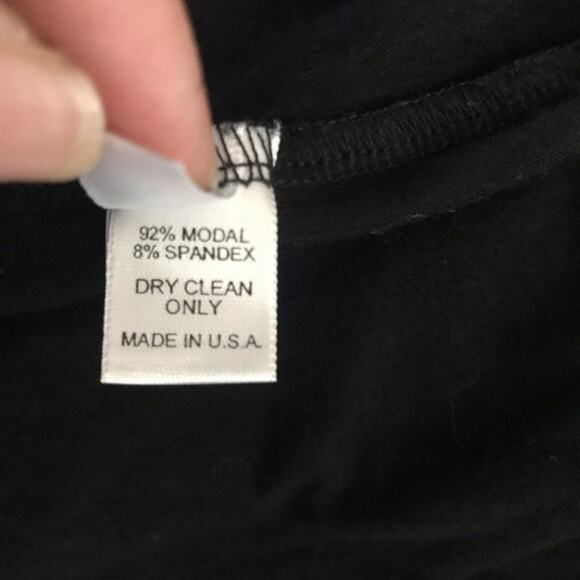 92% MODAL
8% SPANDEX
DRY CLEAN
ONLY
MADE IN U.S.A.